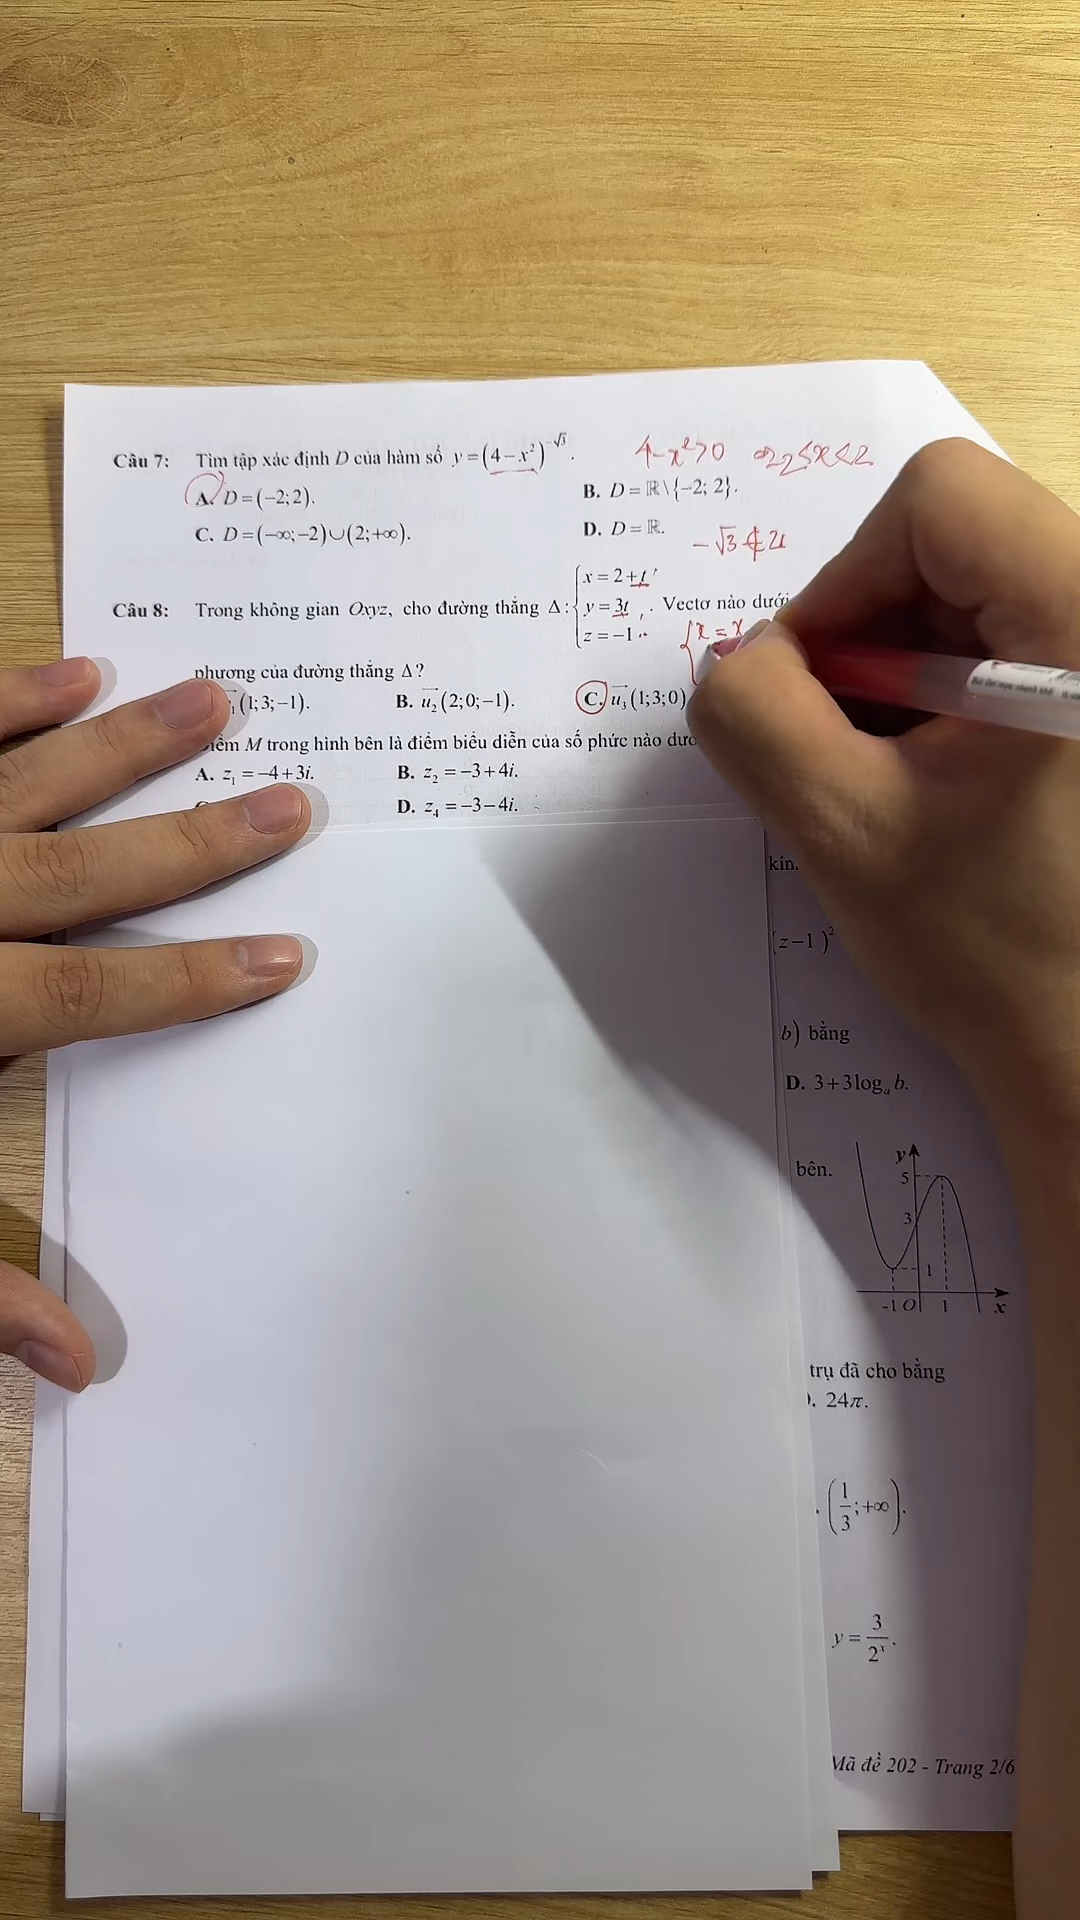 Câu 7: Tìm tập xác định D của hàm số y = (4 − x²)^{−√3}.
4 − x² > 0 ⇔ −2 < x < 2
A. D = (−2; 2).
B. D = ℝ \ {−2; 2}.
C. D = (−∞; −2) ∪ (2; +∞).
D. D = ℝ.
−√3 ∉ ℤ
Câu 8: Trong không gian Oxyz, cho đường thẳng Δ: { x = 2 + t, y = 3t, z = −1 . Vectơ nào dưới
{ x = x
phương của đường thẳng Δ?
₁(1; 3; −1).
B. u₂(2; 0; −1).
C. u₃(1; 3; 0)
M trong hình bên là điểm biểu diễn của số phức nào
A. z₁ = −4 + 3i.
B. z₂ = −3 + 4i.
D. z₄ = −3 − 4i.
kín.
(z − 1)²
b) bằng
D. 3 + 3 logₐ b.
bên.
y
5
3
1
-1 O 1 x
trụ đã cho bằng
24π.
(1/3; +∞).
y = 3/2ˣ.
Mã đề 202 - Trang 2/6